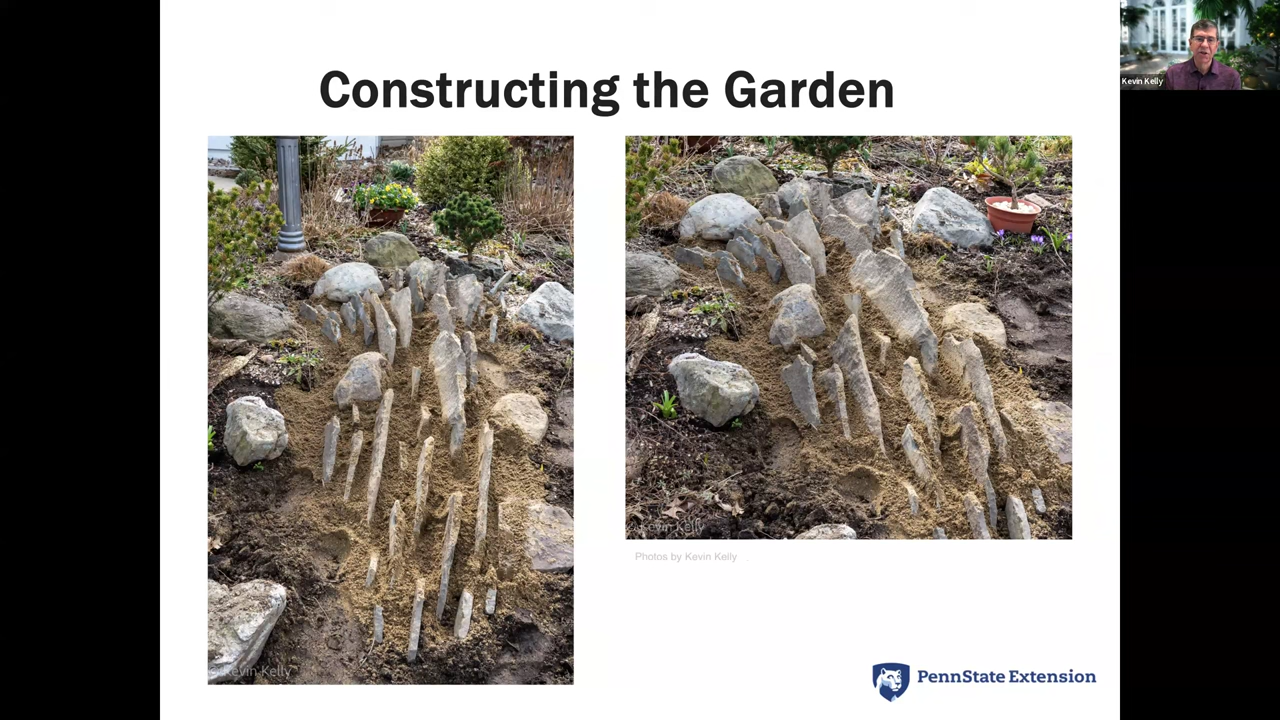 Constructing the Garden
Kevin Kelly
Kevin Kelly
Photos by Kevin Kelly
Kevin Kelly
PennState Extension